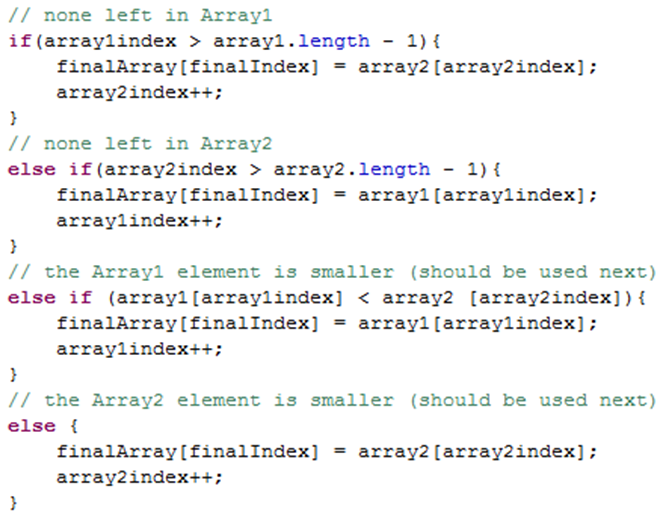 // none left in Array1
if(array1index > array1.length - 1){
    finalArray[finalIndex] = array2[array2index];
    array2index++;
}
// none left in Array2
else if(array2index > array2.length - 1){
    finalArray[finalIndex] = array1[array1index];
    array1index++;
}
// the Array1 element is smaller (should be used next)
else if (array1[array1index] < array2 [array2index]){
    finalArray[finalIndex] = array1[array1index];
    array1index++;
}
// the Array2 element is smaller (should be used next)
else {
    finalArray[finalIndex] = array2[array2index];
    array2index++;
}